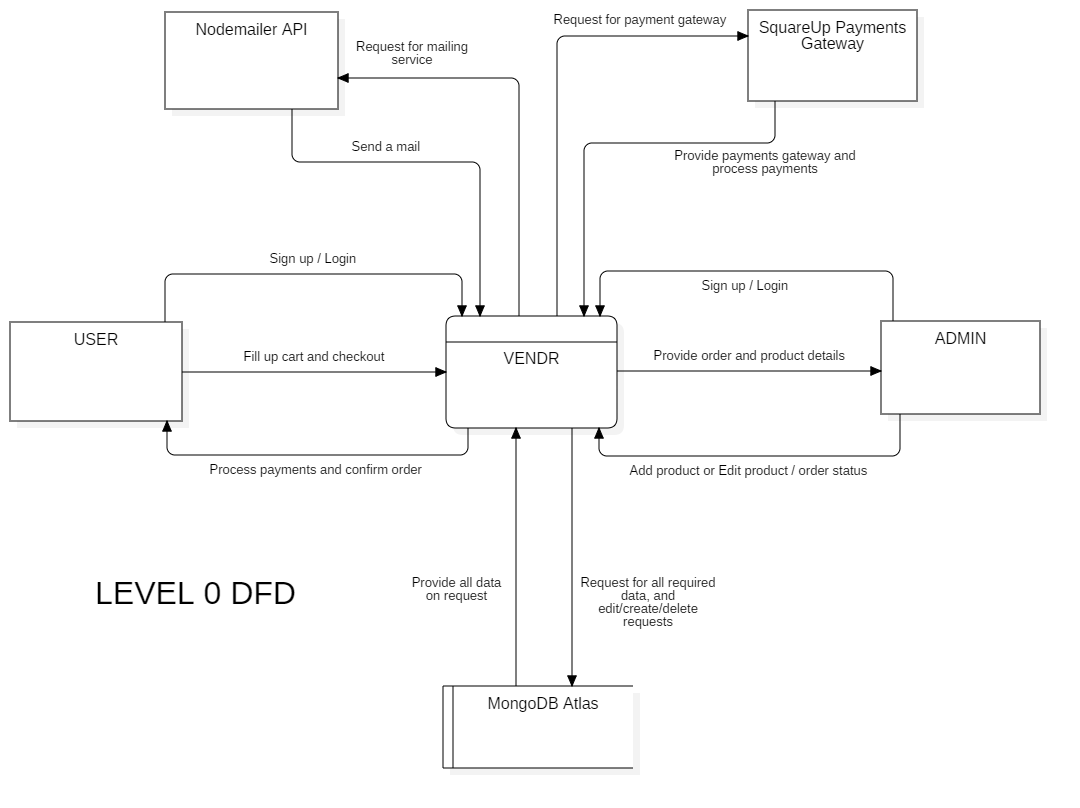 Nodemailer API
Request for mailing
service
Request for payment gateway
SquareUp Payments
Gateway
Send a mail
Provide payments gateway and
process payments
Sign up / Login
Sign up / Login
USER
Fill up cart and checkout
VENDR
Provide order and product details
ADMIN
Process payments and confirm order
Add product or Edit product / order status
LEVEL 0 DFD
Provide all data
on request
Request for all required
data, and
edit/create/delete
requests
MongoDB Atlas